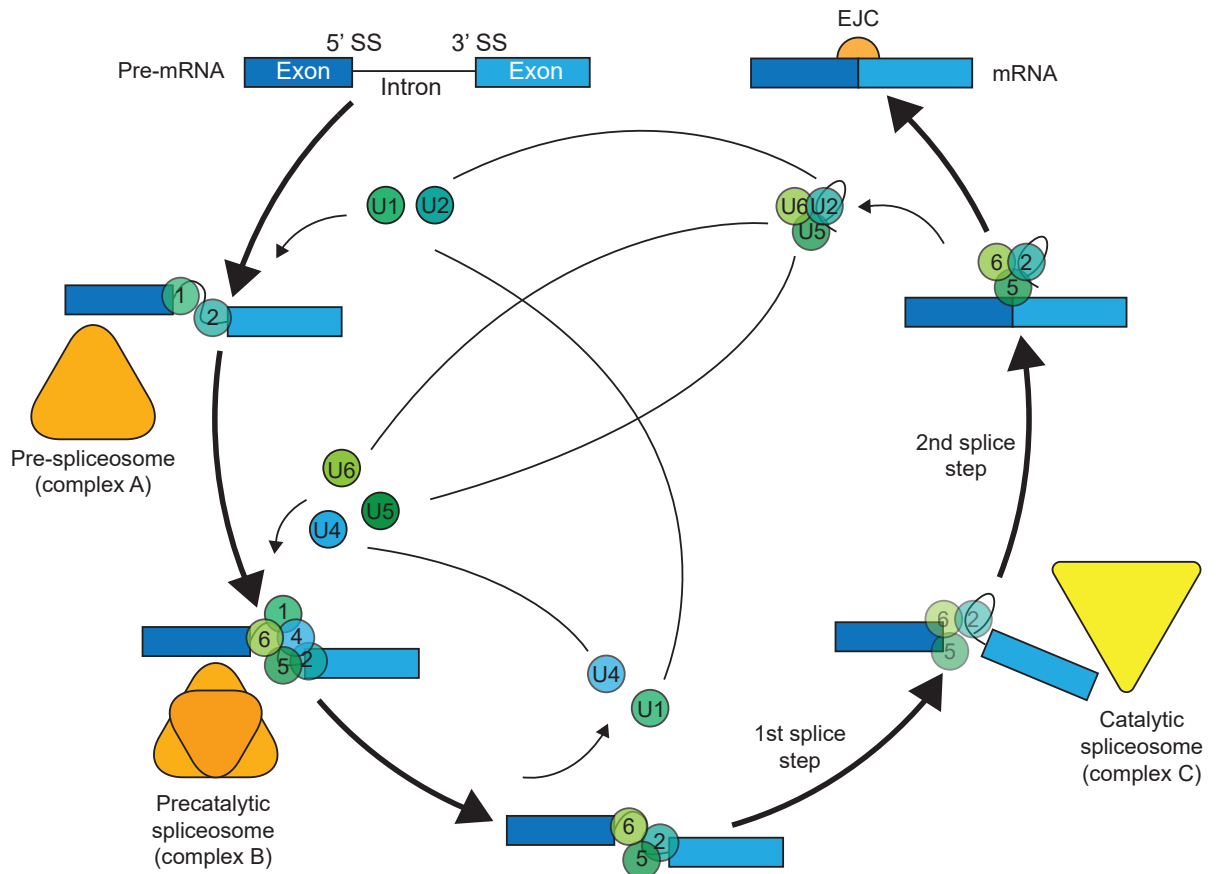 EJC
5’ SS
3’ SS
Pre-mRNA
Exon
Exon
Intron
mRNA
U1
U2
U6
U2
U5
1
2
6
2
5
Pre-spliceosome
(complex A)
U6
U5
U4
2nd splice
step
1
6
4
5
2
6
2
5
U4
U1
Precatalytic
spliceosome
(complex B)
1st splice
step
Catalytic
spliceosome
(complex C)
6
2
5